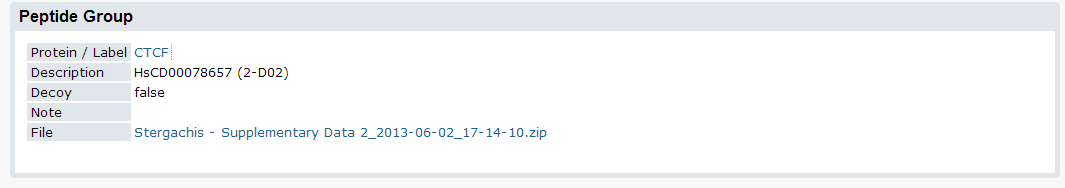 Peptide Group
Protein / Label CTCF
Description HsCD00078657 (2-D02)
Decoy false
Note
File Stergachis - Supplementary Data 2_2013-06-02_17-14-10.zip